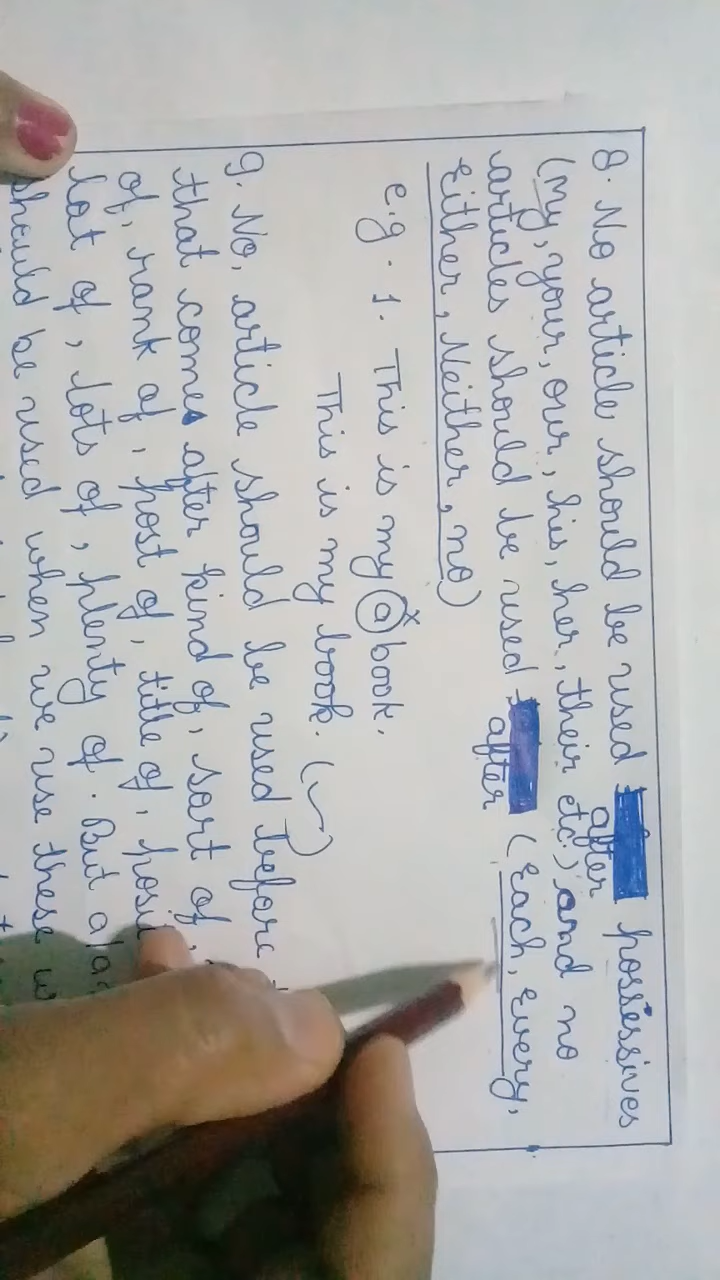 8. No article should be used after possessives
(My, your, our, his, her, their etc.) and no
articles should be used after (Each, Every,
Either, Neither, no)
e.g. 1. This is my a book.
This is my book. (✓)
9. No, article should be used before
that comes after kind of, sort of,
of, rank of, post of, title of,
lot of, lots of, plenty of. But a/an
should be used when we use these